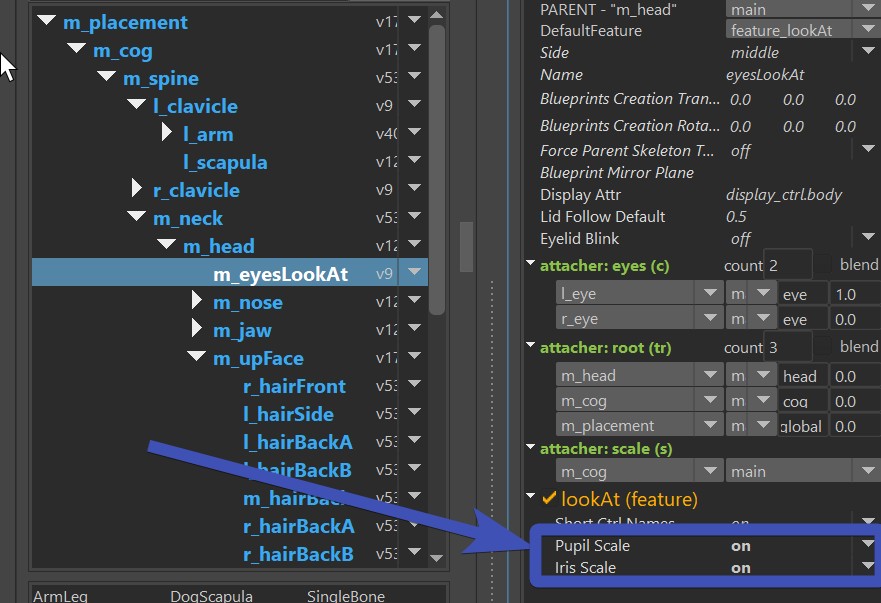 m_placement v17
m_cog v17
m_spine v53
l_clavicle v9
l_arm v40
l_scapula v12
r_clavicle v9
m_neck v53
m_head v12
m_eyesLookAt v9
m_nose v12
m_jaw v12
m_upFace v17
r_hairFront v53
l_hairSide v53
l_hairBackA v53
l_hairBackB v53
m_hairBac v53
r_hairBackA v53
r_hairBackB v53
ArmLeg DogScapula SingleBone
PARENT - "m_head" main
DefaultFeature feature_lookAt
Side middle
Name eyesLookAt
Blueprints Creation Tran... 0.0 0.0 0.0
Blueprints Creation Rota... 0.0 0.0 0.0
Force Parent Skeleton T... off
Blueprint Mirror Plane
Display Attr display_ctrl.body
Lid Follow Default 0.5
Eyelid Blink off
attacher: eyes (c) count 2 blend
l_eye m eye 1.0
r_eye m eye 0.0
attacher: root (tr) count 3 blend
m_head m head 0.0
m_cog m cog 0.0
m_placement m global 0.0
attacher: scale (s)
m_cog main
lookAt (feature)
Short Ctrl Names on
Pupil Scale on
Iris Scale on